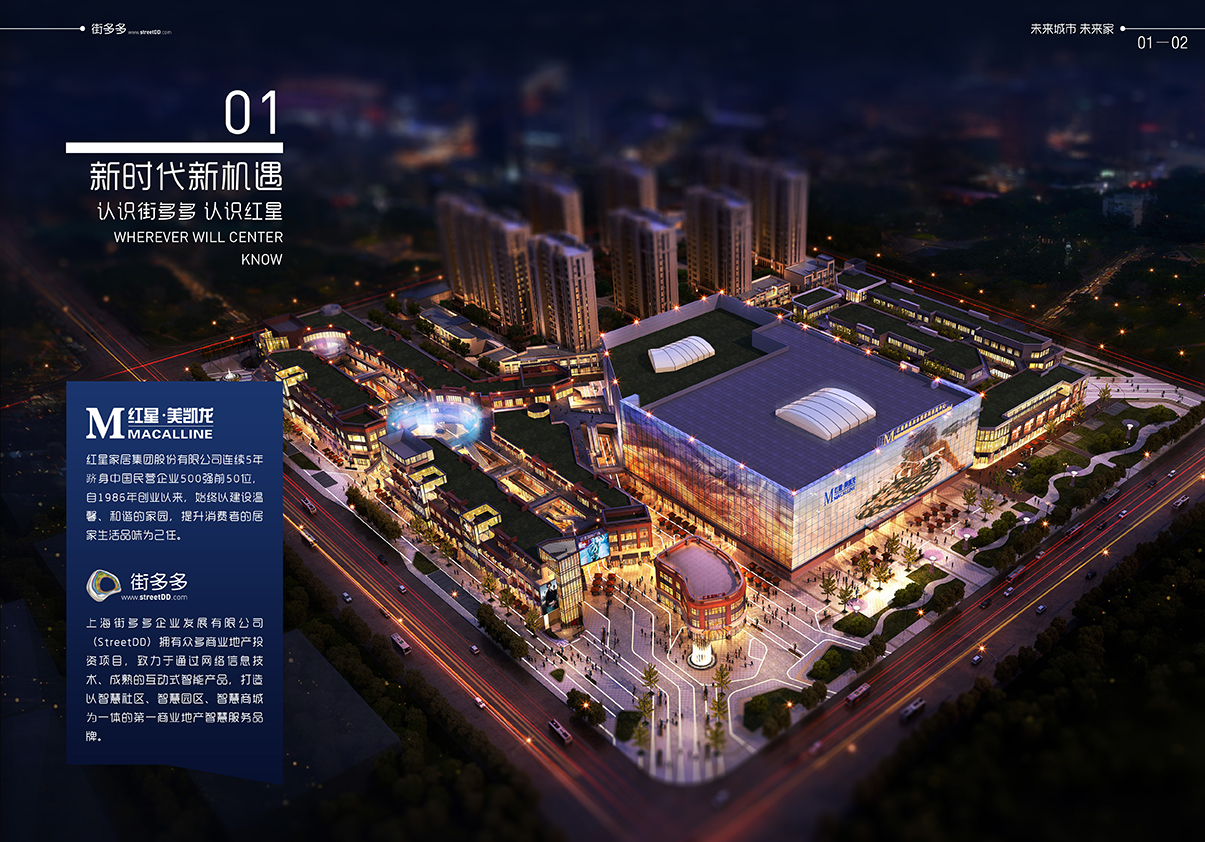 街多多 www.streetDD.com
未来城市 未来家
01—02
01
新时代新机遇
认识街多多 认识红星
WHEREVER WILL CENTER
KNOW
M 红星·美凯龙
MACALLINE
红星家居集团股份有限公司连续5年
跻身中国民营企业500强前50位，
自1986年创业以来，始终以建设温
馨、和谐的家园，提升消费者的居
家生活品味为己任。
街多多
www.streetDD.com
上海街多多企业发展有限公司
（StreetDD）拥有众多商业地产投
资项目，致力于通过网络信息技
术、成熟的互动式智能产品，打造
以智慧社区、智慧园区、智慧商城
为一体的第一商业地产智慧服务品
牌。
M 红星·美凯龙
MACALLINE